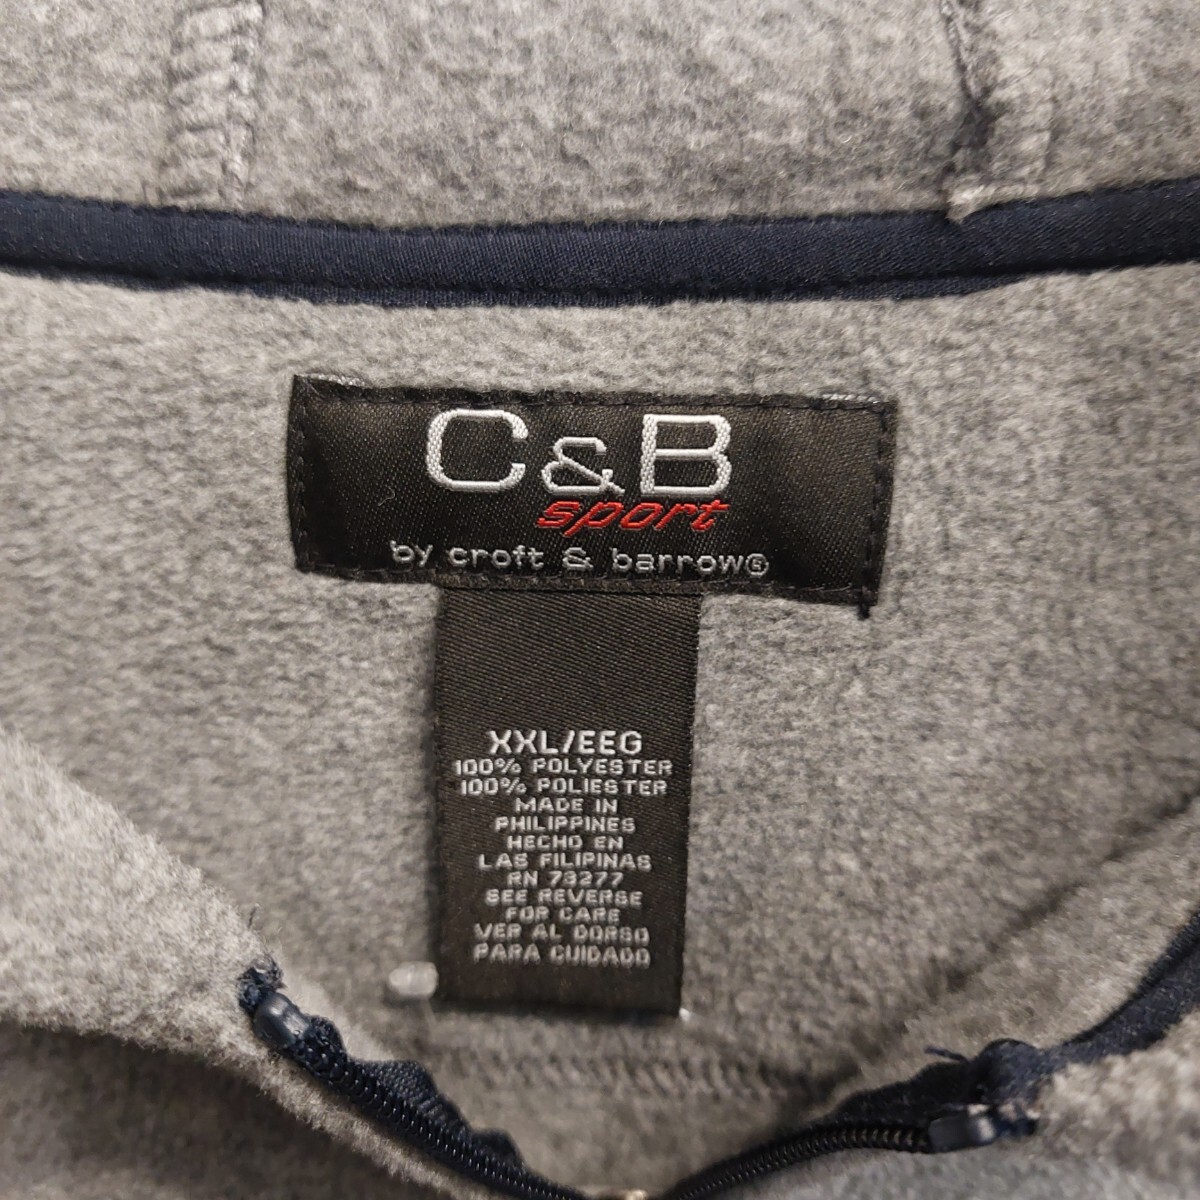 C&B
sport
by croft & barrow®
XXL/EEG
100% POLYESTER
100% POLIESTER
MADE IN
PHILIPPINES
HECHO EN
LAS FILIPINAS
RN 73277
SEE REVERSE
FOR CARE
VER AL DORSO
PARA CUIDADO